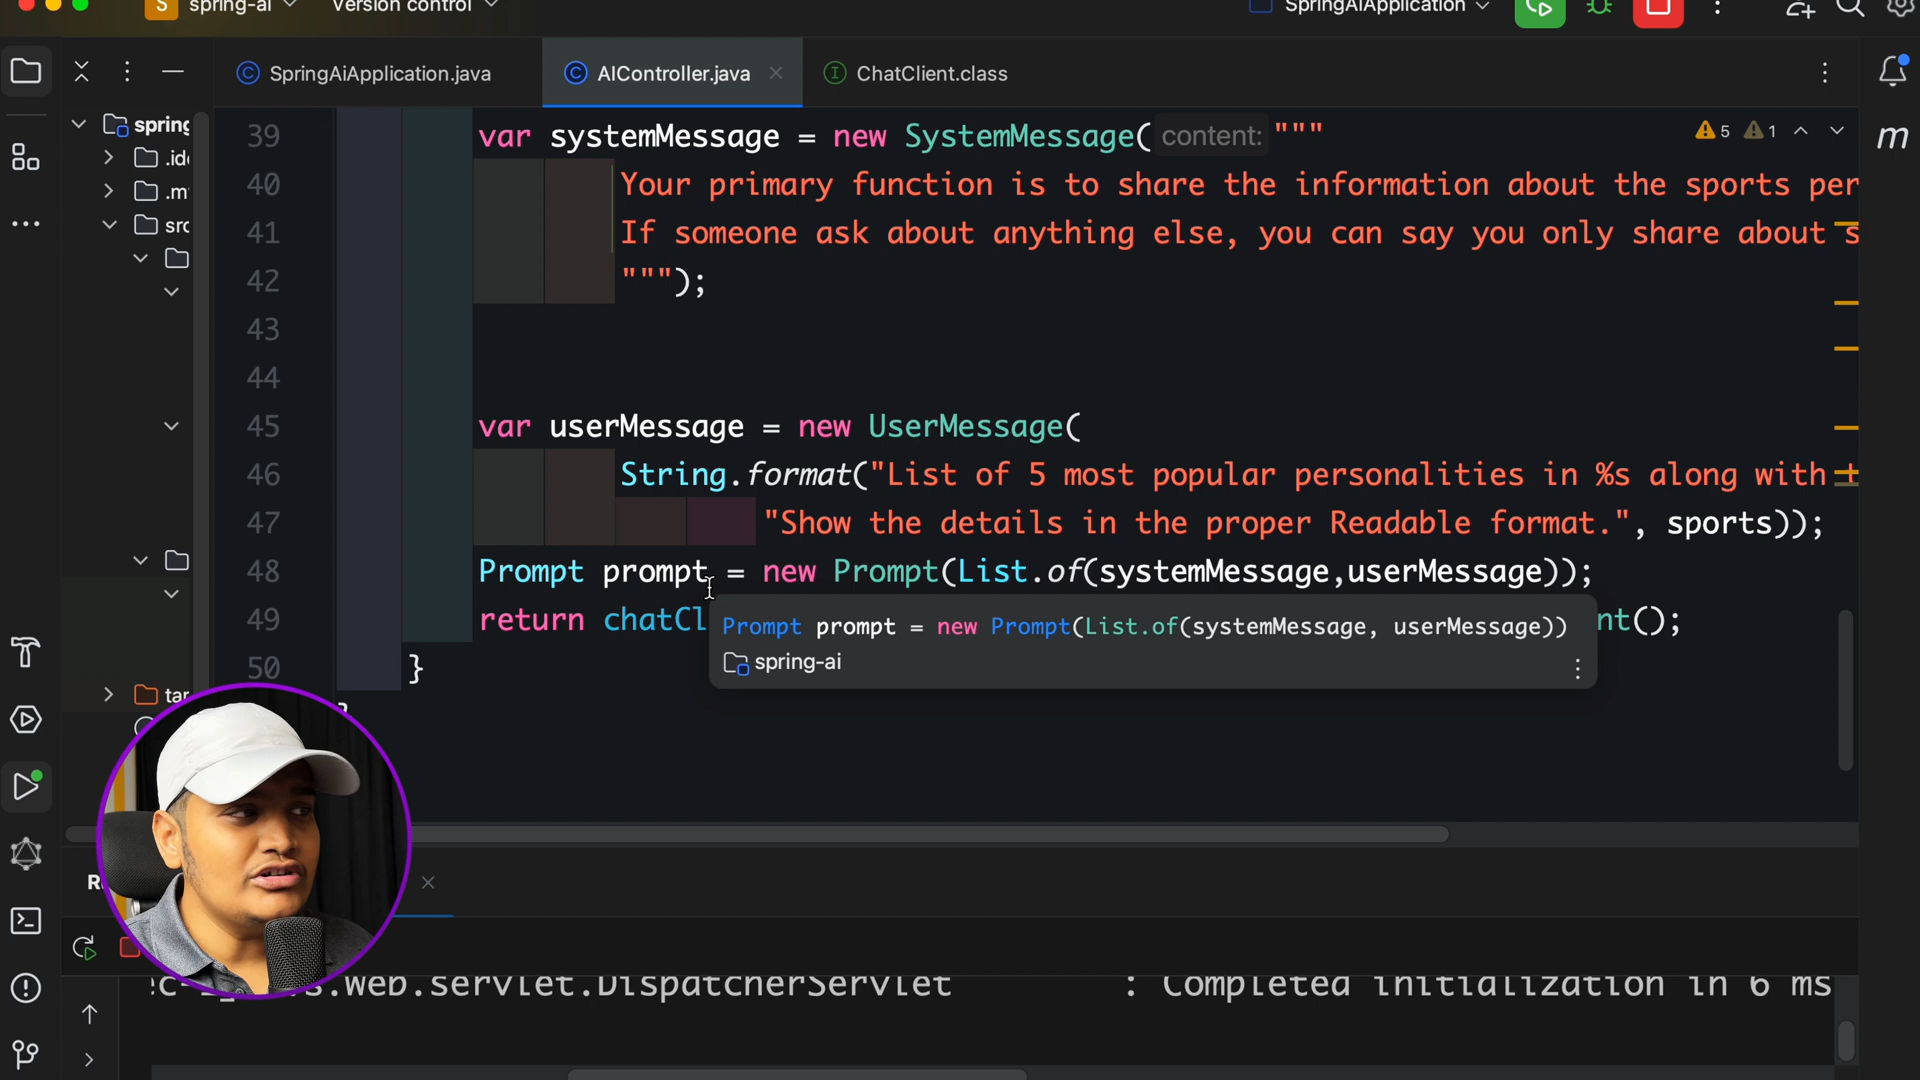 S spring-ai
Version control
SpringAiApplication
SpringAiApplication.java
AIController.java
ChatClient.class
spring
.id
.m
src
tar
39 var systemMessage = new SystemMessage( content: """
5
1
40 Your primary function is to share the information about the sports per
41 If someone ask about anything else, you can say you only share about s
42 """);
43
44
45 var userMessage = new UserMessage(
46 String.format("List of 5 most popular personalities in %s along with t
47 "Show the details in the proper Readable format.", sports));
48 Prompt prompt = new Prompt(List.of(systemMessage,userMessage));
49 return chatCl nt();
Prompt prompt = new Prompt(List.of(systemMessage, userMessage))
spring-ai
50 }
}
m
R
.web.servlet.DispatcherServlet : Completed initialization in 6 ms